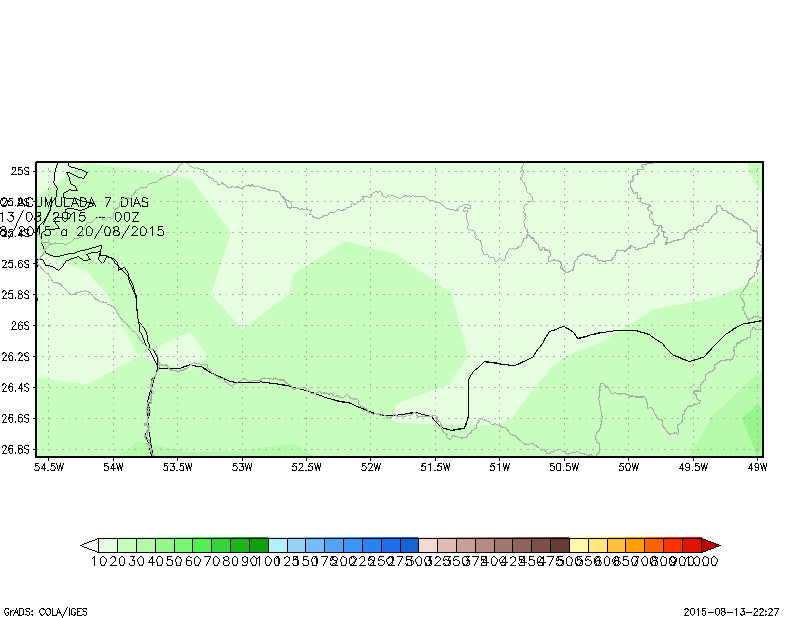 25S
ACUMULADA 7 DIAS
13/08/2015 - 00Z
2015 a 20/08/2015
25.6S
25.8S
26S
26.2S
26.4S
26.6S
26.8S
54.5W 54W 53.5W 53W 52.5W 52W 51.5W 51W 50.5W 50W 49.5W 49W
10 20 30 40 50 60 70 80 90 100 125 150 175 200 225 250 275 300 325 350 375 400 425 450 475 500 550 600 650 700 800 900 1000
GrADS: COLA/IGES 2015-08-13-22:27